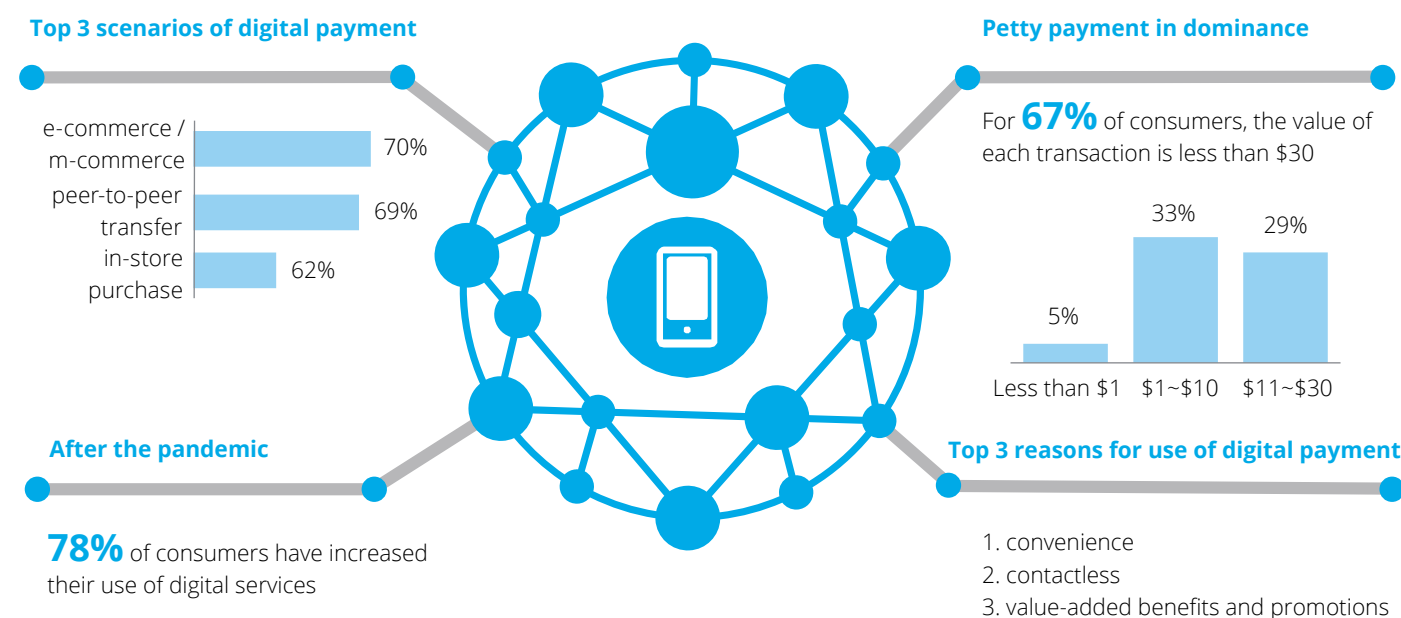 Top 3 scenarios of digital payment
e-commerce /
m-commerce
70%
peer-to-peer
transfer
69%
in-store
purchase
62%
Petty payment in dominance
For 67% of consumers, the value of
each transaction is less than $30
5%
33%
29%
Less than $1
$1~$10
$11~$30
After the pandemic
78% of consumers have increased
their use of digital services
Top 3 reasons for use of digital payment
1. convenience
2. contactless
3. value-added benefits and promotions